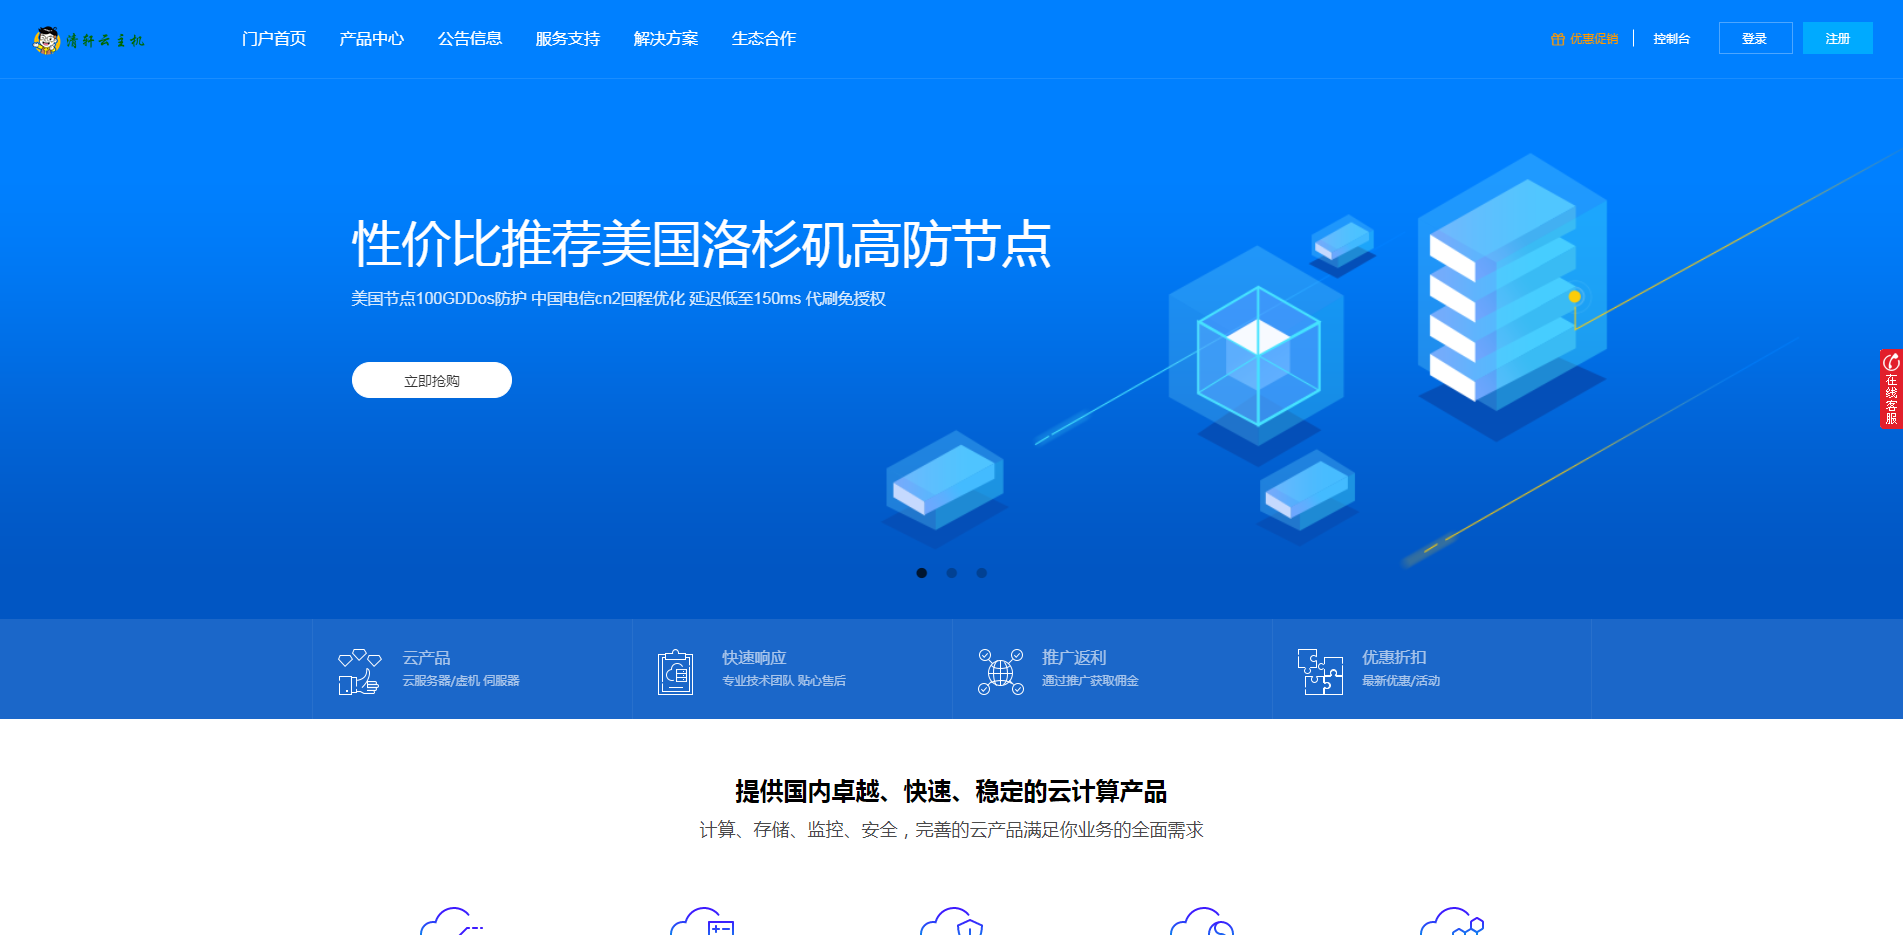 清轩云主机
门户首页 产品中心 公告信息 服务支持 解决方案 生态合作
优惠促销 控制台 登录 注册
性价比推荐美国洛杉矶高防节点
美国节点100GDDos防护 中国电信cn2回程优化 延迟低至150ms 代刷免授权
立即抢购
在线客服
云产品
云服务器/虚机 伺服器
快速响应
专业技术团队 贴心售后
推广返利
通过推广获取佣金
优惠折扣
最新优惠/活动
提供国内卓越、快速、稳定的云计算产品
计算、存储、监控、安全，完善的云产品满足你业务的全面需求